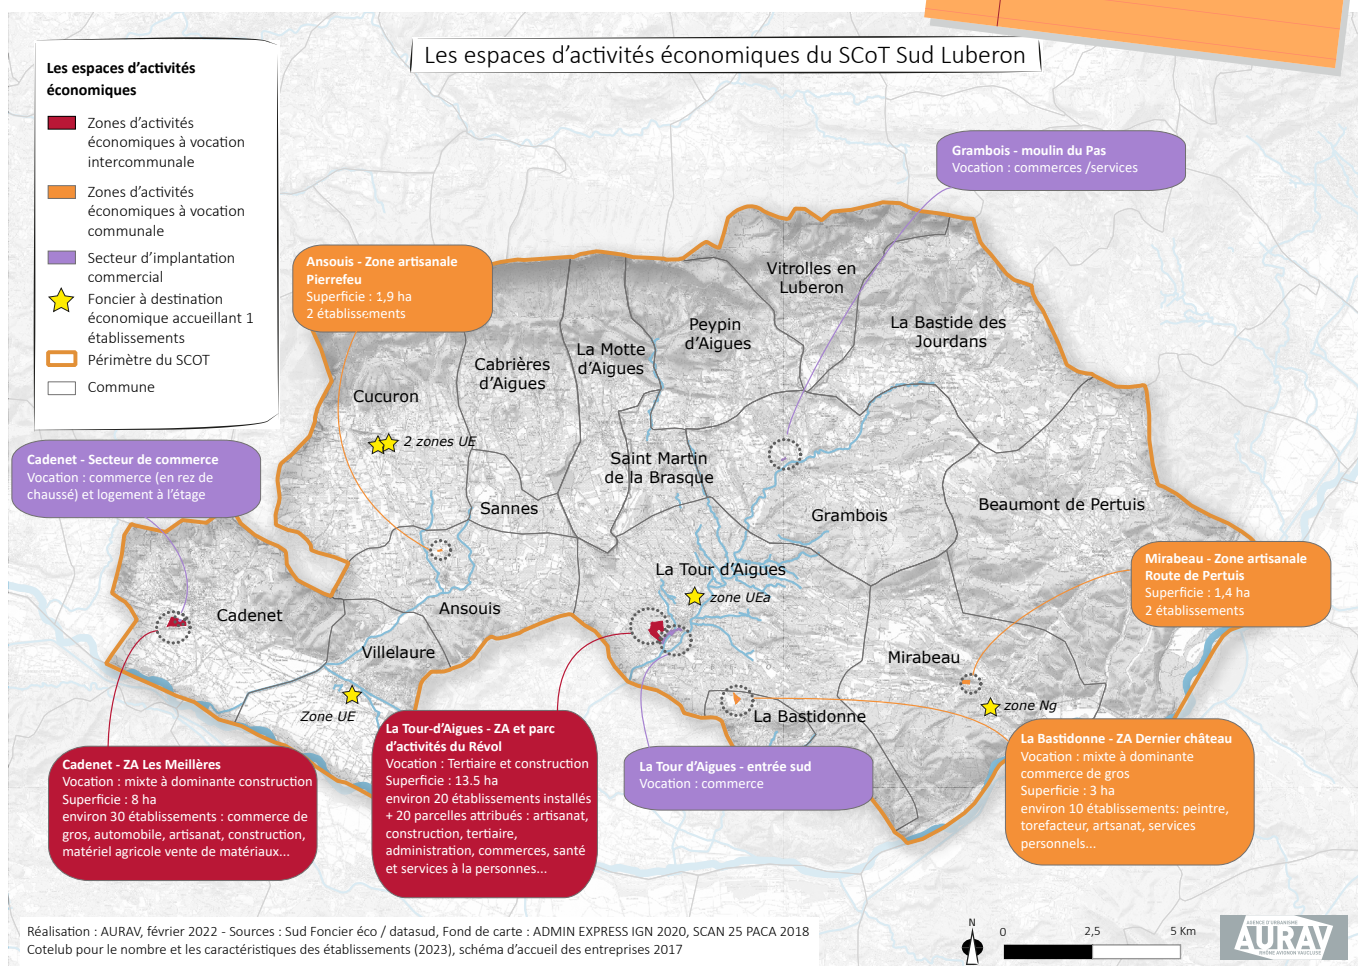 Les espaces d'activités économiques du SCoT Sud Luberon
Les espaces d'activités
économiques
Zones d'activités
économiques à vocation
intercommunale
Zones d'activités
économiques à vocation
communale
Secteur d'implantation
commercial
Foncier à destination
économique accueillant 1
établissements
Périmètre du SCOT
Commune
Grambois - moulin du Pas
Vocation : commerces /services
Ansouis - Zone artisanale
Pierrefeu
Superficie : 1,9 ha
2 établissements
Vitrolles en
Luberon
La Bastide des
Jourdans
Peypin
d'Aigues
La Motte
d'Aigues
Cabrières
d'Aigues
Cucuron
2 zones UE
Cadenet - Secteur de commerce
Vocation : commerce (en rez de
chaussé) et logement à l'étage
Saint Martin
de la Brasque
Sannes
Grambois
Beaumont de Pertuis
Mirabeau - Zone artisanale
Route de Pertuis
Superficie : 1,4 ha
2 établissements
La Tour d'Aigues
zone UEa
Ansouis
Cadenet
Villelaure
Mirabeau
Zone UE
zone Ng
La Bastidonne
Cadenet - ZA Les Meillères
Vocation : mixte à dominante construction
Superficie : 8 ha
environ 30 établissements : commerce de
gros, automobile, artisanat, construction,
matériel agricole vente de matériaux...
La Tour-d'Aigues - ZA et parc
d'activités du Révol
Vocation : Tertiaire et construction
Superficie : 13.5 ha
environ 20 établissements installés
+ 20 parcelles attribués : artisanat,
construction, tertiaire,
administration, commerces, santé
et services à la personnes...
La Tour d'Aigues - entrée sud
Vocation : commerce
La Bastidonne - ZA Dernier château
Vocation : mixte à dominante
commerce de gros
Superficie : 3 ha
environ 10 établissements: peintre,
torefacteur, artsanat, services
personnels...
Réalisation : AURAV, février 2022 - Sources : Sud Foncier éco / datasud, Fond de carte : ADMIN EXPRESS IGN 2020, SCAN 25 PACA 2018
Cotelub pour le nombre et les caractéristiques des établissements (2023), schéma d'accueil des entreprises 2017
N
0 2,5 5 Km
AGENCE D'URBANISME
AURAV
RHÔNE AVIGNON VAUCLUSE